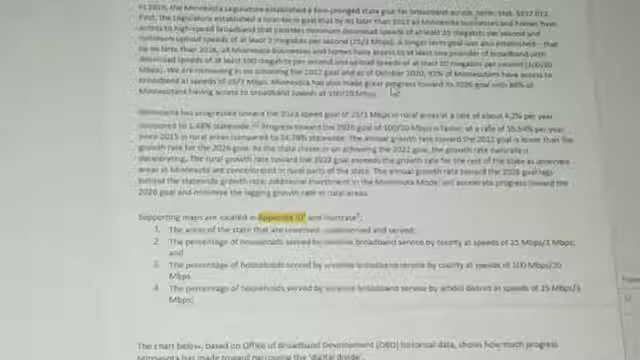 In 2016, the Minnesota Legislature established a two-pronged state goal for broadband access
First, the Legislature established a interim goal that by no later than 2022 all Minnesota businesses and homes have
access to high-speed broadband that provides minimum download speeds of at least 25 megabits per second and
minimum upload speeds of at least 3 megabits per second (25/3 Mbps). A longer term goal was also established – that
by no later than 2026, all Minnesota businesses and homes have access to at least one provider of broadband with
download speeds of at least 100 megabits per second and upload speeds of at least 20 megabits per second (100/20
Mbps). We are narrowing in on achieving the 2022 goal and as of October 2020, 92% of Minnesotans have access to
broadband at speeds of 25/3 Mbps. Minnesota has also made great progress toward its 2026 goal with 86% of
Minnesotans having access to broadband speeds at 100/20 Mbps.
Minnesota has progressed toward the 2022 speed goal of 25/3 Mbps in rural areas at a rate of about 4.2% per year
compared to 1.48% statewide. Progress toward the 2026 goal of 100/20 Mbps is faster, at a rate of per year
since 2015 in rural areas compared to statewide. The annual growth rate toward the 2022 goal is lower than the
growth rate for the 2026 goal. As the state closes in on achieving the 2022 goal, the growth rate naturally is
decelerating. The rural growth rate toward the 2022 goal exceeds the growth rate for the rest of the state as unserved
areas in Minnesota are concentrated in rural parts of the state. The annual growth rate toward the 2026 goal lags
behind the statewide growth rate; additional investment in the Minnesota Model will accelerate progress toward the
2026 goal and minimize the lagging growth rate in rural areas.
Supporting maps are located in Appendix and illustrate:
1. The areas of the state that are unserved, underserved and served;
2. The percentage of households served by wireline broadband service by county at speeds of 25 Mbps/3 Mbps;
and
3. The percentage of households served by wireline broadband service by county at speeds of 100 Mbps/20
Mbps.
4. The percentage of households served by wireline broadband service by school district at speeds of 25 Mbps/3
Mbps;
The chart below, based on Office of Broadband Development (OBD) historical data, shows how much progress
Minnesota has made toward narrowing the 'digital divide'.